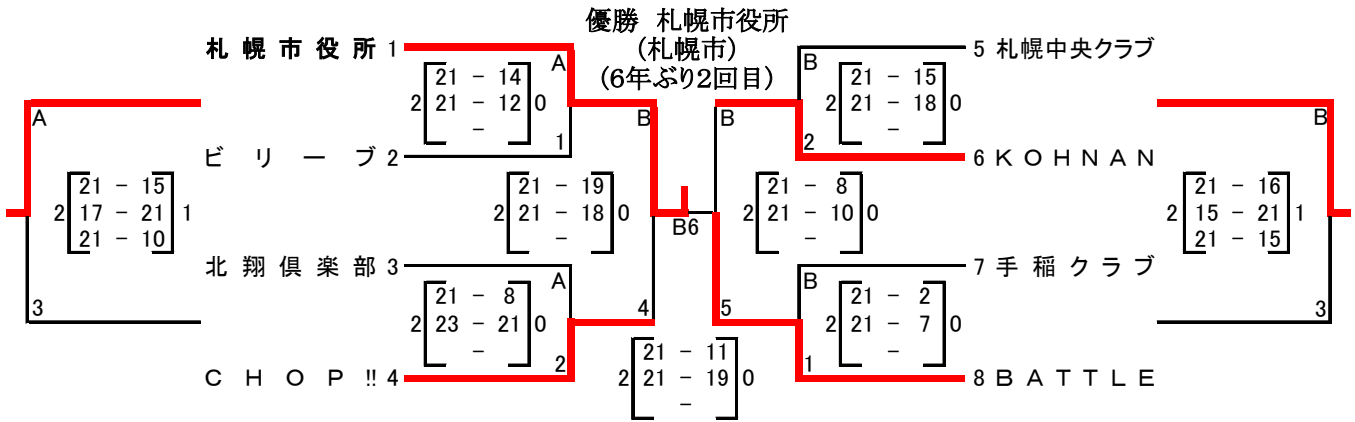 優勝 札幌市役所
(札幌市)
(6年ぶり2回目)
札幌市役所 1
A
21 - 14
2 21 - 12 0
-
1
ビリーブ 2
B
21 - 19
2 21 - 18 0
-
4
北翔倶楽部 3
A
21 - 8
2 23 - 21 0
-
2
CHOP!! 4
A
21 - 15
2 17 - 21 1
21 - 10
3
B6
21 - 11
2 21 - 19 0
-
5 札幌中央クラブ
B
21 - 15
2 21 - 18 0
-
2
6 KOHNAN
B
21 - 8
2 21 - 10 0
-
5
7 手稲クラブ
B
21 - 2
2 21 - 7 0
-
1
8 BATTLE
B
21 - 16
2 15 - 21 1
21 - 15
3